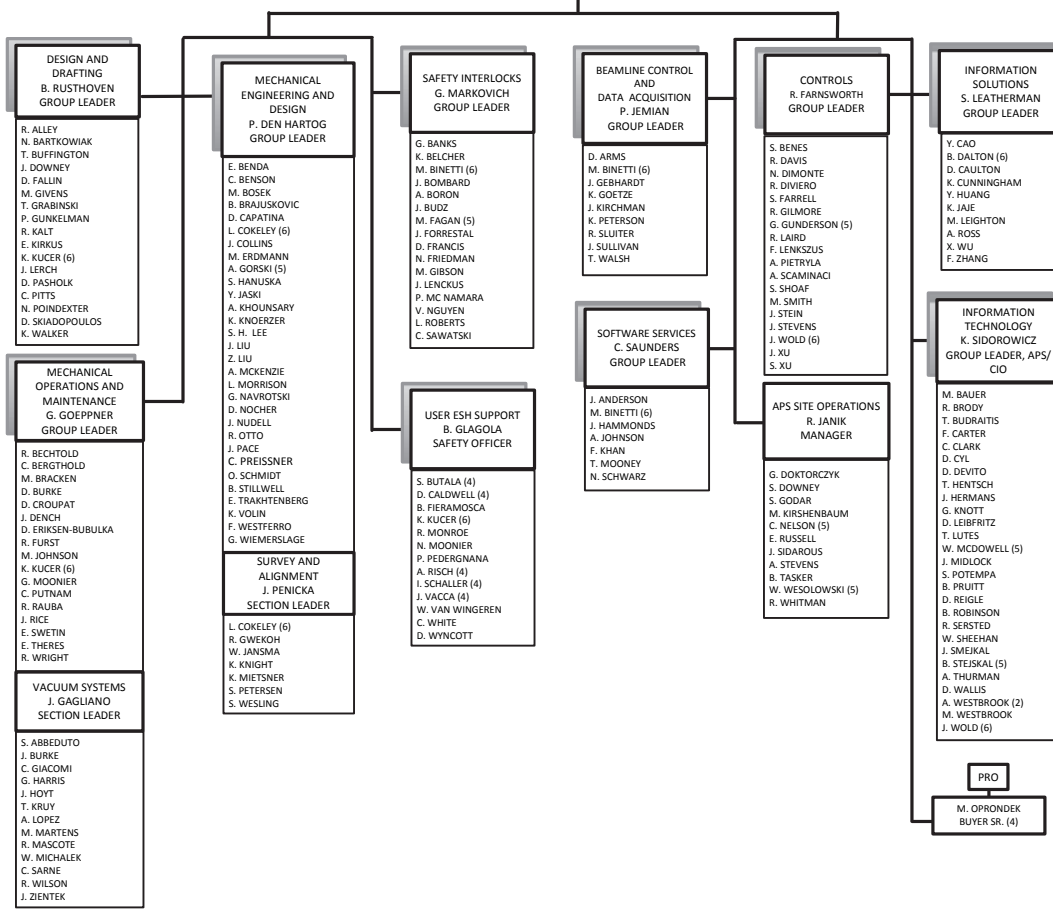 DESIGN AND
DRAFTING
B. RUSTHOVEN
GROUP LEADER
R. ALLEY
N. BARTKOWIAK
T. BUFFINGTON
J. DOWNEY
D. FALLIN
M. GIVENS
T. GRABINSKI
P. GUNKELMAN
R. KALT
E. KIRKUS
K. KUCER (6)
J. LERCH
D. PASHOLK
C. PITTS
N. POINDEXTER
D. SKIADOPOULOS
K. WALKER
MECHANICAL
OPERATIONS AND
MAINTENANCE
G. GOEPPNER
GROUP LEADER
R. BECHTOLD
C. BERGTHOLD
M. BRACKEN
D. BURKE
D. CROUPAT
J. DENCH
D. ERIKSEN-BUBULKA
R. FURST
M. JOHNSON
K. KUCER (6)
G. MOONIER
C. PUTNAM
R. RAUBA
J. RICE
E. SWETIN
E. THERES
R. WRIGHT
VACUUM SYSTEMS
J. GAGLIANO
SECTION LEADER
S. ABBEDUTO
J. BURKE
C. GIACOMI
G. HARRIS
J. HOYT
T. KRUY
A. LOPEZ
M. MARTENS
R. MASCOTE
W. MICHALEK
C. SARNE
R. WILSON
J. ZIENTEK
MECHANICAL
ENGINEERING AND
DESIGN
P. DEN HARTOG
GROUP LEADER
E. BENDA
C. BENSON
M. BOSEK
B. BRAJUSKOVIC
D. CAPATINA
L. COKELEY (6)
J. COLLINS
M. ERDMANN
A. GORSKI (5)
S. HANUSKA
Y. JASKI
A. KHOUNSARY
K. KNOERZER
S. H. LEE
J. LIU
Z. LIU
A. MCKENZIE
L. MORRISON
G. NAVROTSKI
D. NOCHER
J. NUDELL
R. OTTO
J. PACE
C. PREISSNER
O. SCHMIDT
B. STILLWELL
E. TRAKHTENBERG
K. VOLIN
F. WESTFERRO
G. WIEMERSLAGE
SURVEY AND
ALIGNMENT
J. PENICKA
SECTION LEADER
L. COKELEY (6)
R. GWEKOH
W. JANSMA
K. KNIGHT
K. MIETSNER
S. PETERSEN
S. WESLING
SAFETY INTERLOCKS
G. MARKOVICH
GROUP LEADER
G. BANKS
K. BELCHER
M. BINETTI (6)
J. BOMBARD
A. BORON
J. BUDZ
M. FAGAN (5)
J. FORRESTAL
D. FRANCIS
N. FRIEDMAN
M. GIBSON
J. LENCKUS
P. MC NAMARA
V. NGUYEN
L. ROBERTS
C. SAWATSKI
USER ESH SUPPORT
B. GLAGOLA
SAFETY OFFICER
S. BUTALA (4)
D. CALDWELL (4)
B. FIERAMOSCA
K. KUCER (6)
R. MONROE
N. MOONIER
P. PEDERGNANA
A. RISCH (4)
I. SCHALLER (4)
J. VACCA (4)
W. VAN WINGEREN
C. WHITE
D. WYNCOTT
BEAMLINE CONTROL
AND
DATA ACQUISITION
P. JEMIAN
GROUP LEADER
D. ARMS
M. BINETTI (6)
J. GEBHARDT
K. GOETZE
J. KIRCHMAN
K. PETERSON
R. SLUITER
J. SULLIVAN
T. WALSH
SOFTWARE SERVICES
C. SAUNDERS
GROUP LEADER
J. ANDERSON
M. BINETTI (6)
J. HAMMONDS
A. JOHNSON
F. KHAN
T. MOONEY
N. SCHWARZ
CONTROLS
R. FARNSWORTH
GROUP LEADER
S. BENES
R. DAVIS
N. DIMONTE
R. DIVIERO
S. FARRELL
R. GILMORE
G. GUNDERSON (5)
R. LAIRD
F. LENKSZUS
A. PIETRYLA
A. SCAMINACI
S. SHOAF
M. SMITH
J. STEIN
J. STEVENS
J. WOLD (6)
J. XU
S. XU
APS SITE OPERATIONS
R. JANIK
MANAGER
G. DOKTORCZYK
S. DOWNEY
S. GODAR
M. KIRSHENBAUM
C. NELSON (5)
E. RUSSELL
J. SIDAROUS
A. STEVENS
B. TASKER
W. WESOLOWSKI (5)
R. WHITMAN
INFORMATION
SOLUTIONS
S. LEATHERMAN
GROUP LEADER
Y. CAO
B. DALTON (6)
D. CAULTON
K. CUNNINGHAM
Y. HUANG
K. JAJE
M. LEIGHTON
A. ROSS
X. WU
F. ZHANG
INFORMATION
TECHNOLOGY
K. SIDOROWICZ
GROUP LEADER, APS/
CIO
M. BAUER
R. BRODY
T. BUDRAITIS
F. CARTER
C. CLARK
D. CYL
D. DEVITO
T. HENTSCH
J. HERMANS
G. KNOTT
D. LEIBFRITZ
T. LUTES
W. MCDOWELL (5)
J. MIDLOCK
S. POTEMPA
B. PRUITT
D. REIGLE
B. ROBINSON
R. SERSTED
W. SHEEHAN
J. SMEJKAL
B. STEJSKAL (5)
A. THURMAN
D. WALLIS
A. WESTBROOK (2)
M. WESTBROOK
J. WOLD (6)
PRO
M. OPRONDEK
BUYER SR. (4)